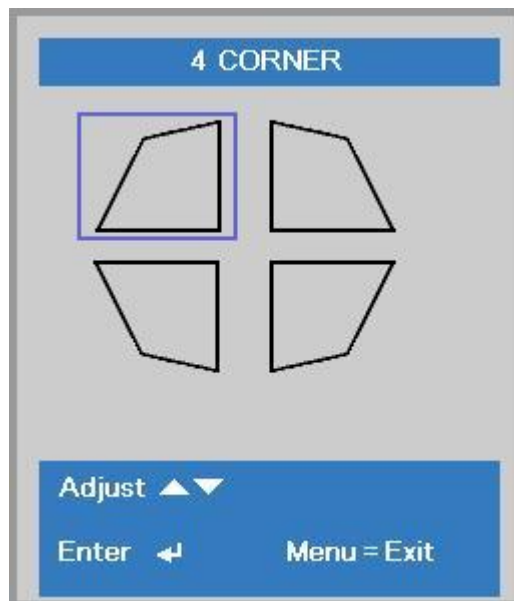 4 CORNER
Adjust ▲▼
Enter ↵
Menu = Exit